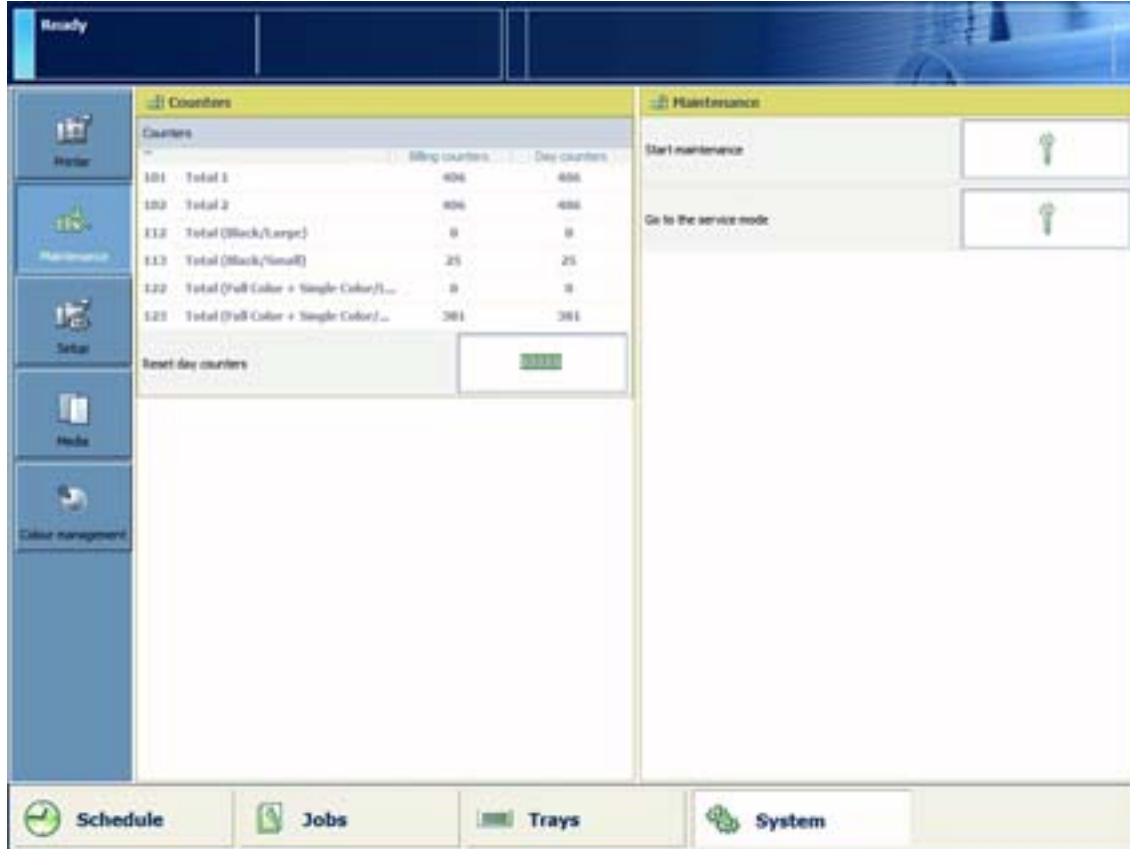 Ready
Printer
Maintenance
Setup
Media
Colour management
Counters
Counters
Billing counters Day counters
101 Total 1 406 406
102 Total 2 406 406
112 Total (Black/Large) 0 0
113 Total (Black/Small) 25 25
122 Total (Full Color + Single Color/L... 0 0
123 Total (Full Color + Single Color/... 381 381
Reset day counters
Maintenance
Start maintenance
Go to the service mode
Schedule
Jobs
Trays
System